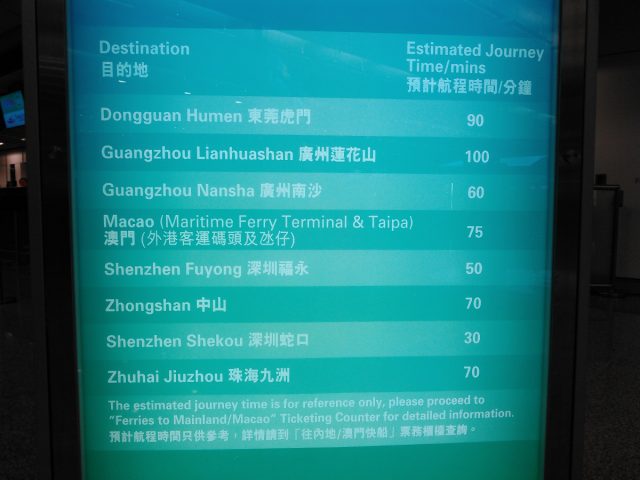 Destination
目的地
Estimated Journey
Time/mins
預計航程時間/分鐘
Dongguan Humen 東莞虎門 90
Guangzhou Lianhuashan 廣州蓮花山 100
Guangzhou Nansha 廣州南沙 60
Macao (Maritime Ferry Terminal & Taipa)
澳門 (外港客運碼頭及氹仔) 75
Shenzhen Fuyong 深圳福永 50
Zhongshan 中山 70
Shenzhen Shekou 深圳蛇口 30
Zhuhai Jiuzhou 珠海九洲 70
The estimated journey time is for reference only, please proceed to
"Ferries to Mainland/Macao" Ticketing Counter for detailed information.
預計航程時間只供參考，詳情請到「往內地/澳門快船」票務櫃檯查詢。